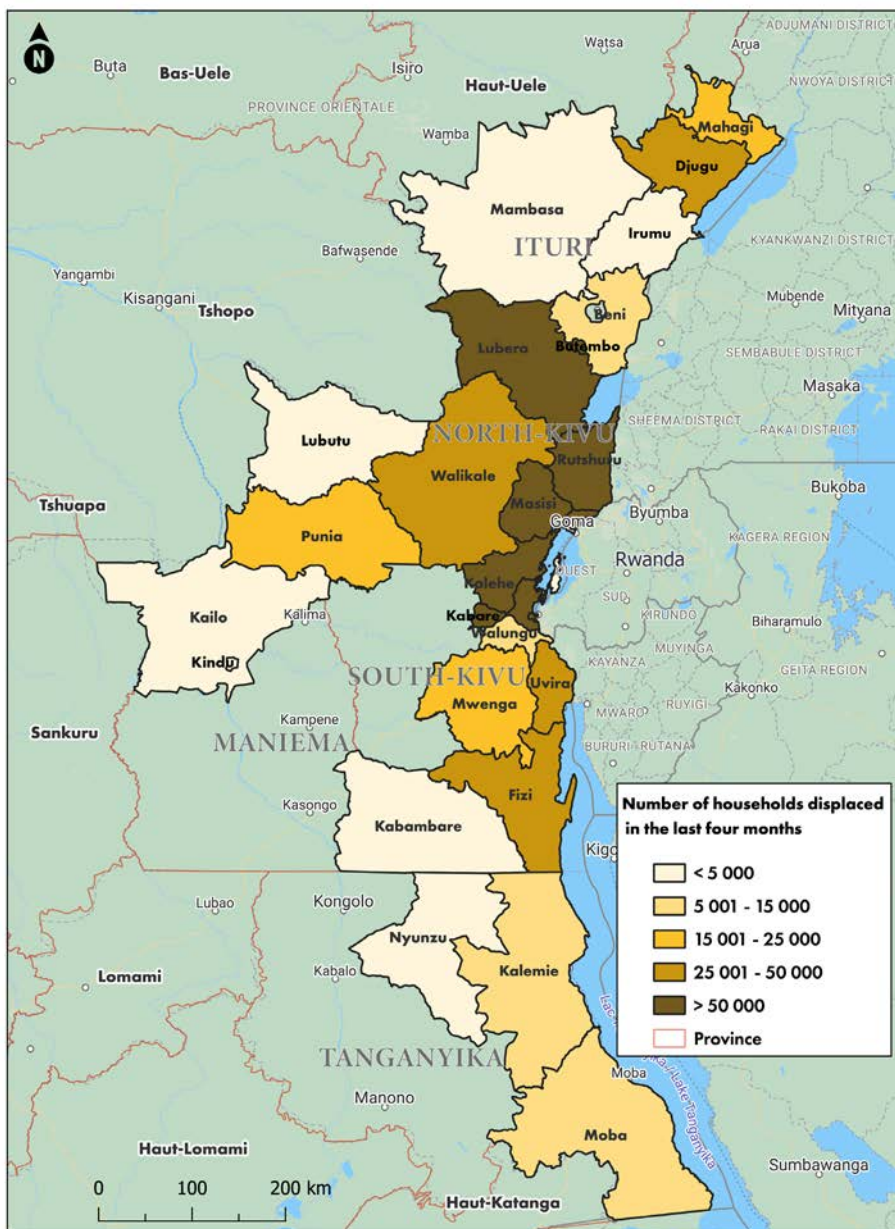 N
ADJUMANI DISTRICT
Watsa
Arua
Buta
Bas-Uele
Isiro
Haut-Uele
NWOYA DISTRICT
PROVINCE ORIENTALE
Wamba
Mahagi
Djugu
Mambasa
Irumu
ITURI
Bafwasende
KYANKWANZI DISTRICT
Yangambi
Kisangani
Tshopo
Mubende
Mityana
Beni
Butembo
Lubero
SEMBABULE DISTRICT
Masaka
SHEEMA DISTRICT
RAKAI DISTRICT
NORTH-KIVU
Lubutu
Rutshuru
Walikale
Tshuapa
Masisi
Bukoba
Goma
Byumba
Punia
KAGERA REGION
Rwanda
OUEST
Kalehe
SUD
Kailo
Kalima
Kabare
KIRUNDO
Biharamulo
Walungu
MUYINGA
Kindu
KAYANZA
GEITA REGION
SOUTH-KIVU
Uvira
Kakonko
Mwenga
RUYIGI
MWARO
Kampene
Sankuru
MANIEMA
BURURI
RUTANA
Fizi
Kasongo
Kabambare
Number of households displaced
in the last four months
Kigo
< 5 000
5 001 - 15 000
15 001 - 25 000
25 001 - 50 000
> 50 000
Province
Lubao
Kongolo
Nyunzu
Kabalo
Kalemie
Lomami
TANGANYIKA
Moba
Lake Tanganyika
Manono
Moba
Haut-Lomami
Sumbawanga
0 100 200 km
Haut-Katanga